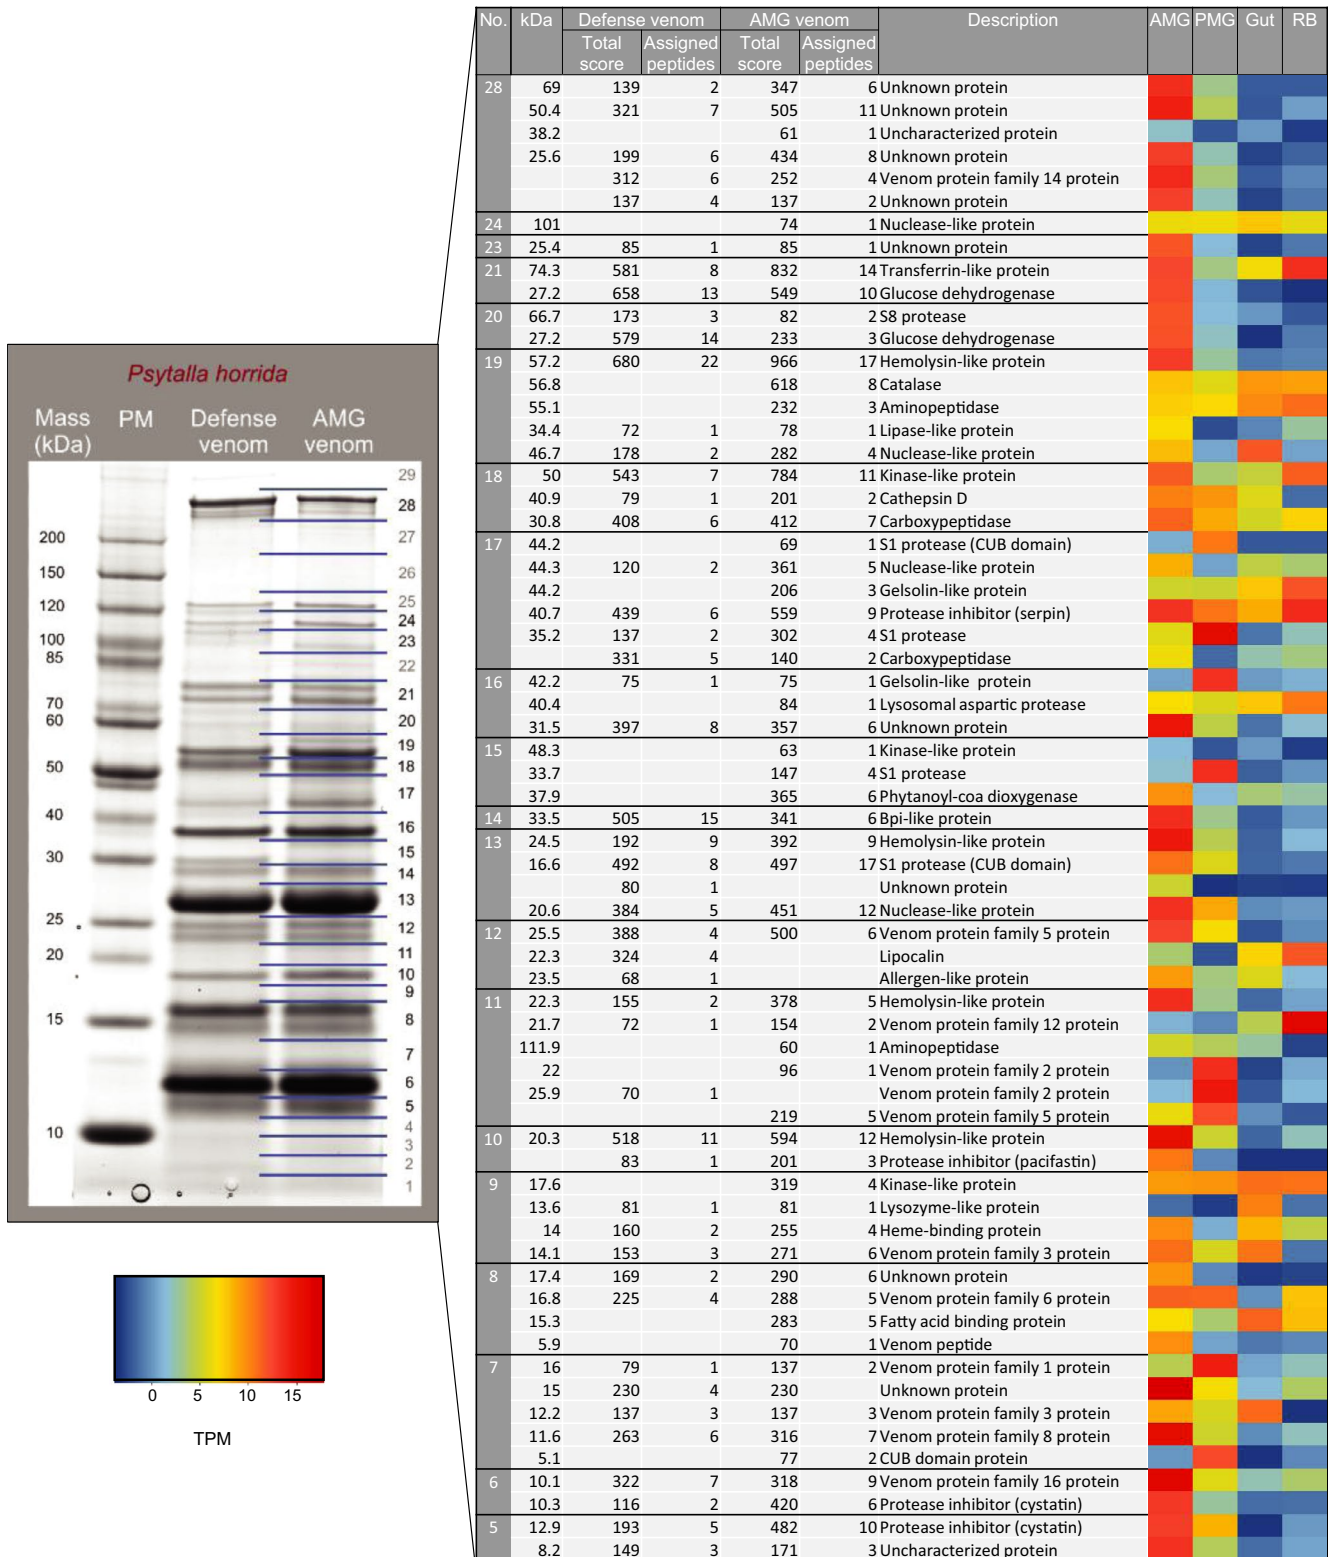 Psytalla horrida
Mass (kDa) PM Defense venom AMG venom
200
150
120
100
85
70
60
50
40
30
25
20
15
10
29
28
27
26
25
24
23
22
21
20
19
18
17
16
15
14
13
12
11
10
9
8
7
6
5
4
3
2
1
0 5 10 15
TPM
No. kDa Defense venom AMG venom Description AMG PMG Gut RB
Total score Assigned peptides Total score Assigned peptides
28 69 139 2 347 6 Unknown protein
50.4 321 7 505 11 Unknown protein
38.2 61 1 Uncharacterized protein
25.6 199 6 434 8 Unknown protein
312 6 252 4 Venom protein family 14 protein
137 4 137 2 Unknown protein
24 101 74 1 Nuclease-like protein
23 25.4 85 1 85 1 Unknown protein
21 74.3 581 8 832 14 Transferrin-like protein
27.2 658 13 549 10 Glucose dehydrogenase
20 66.7 173 3 82 2 S8 protease
27.2 579 14 233 3 Glucose dehydrogenase
19 57.2 680 22 966 17 Hemolysin-like protein
56.8 618 8 Catalase
55.1 232 3 Aminopeptidase
34.4 72 1 78 1 Lipase-like protein
46.7 178 2 282 4 Nuclease-like protein
18 50 543 7 784 11 Kinase-like protein
40.9 79 1 201 2 Cathepsin D
30.8 408 6 412 7 Carboxypeptidase
17 44.2 69 1 S1 protease (CUB domain)
44.3 120 2 361 5 Nuclease-like protein
44.2 206 3 Gelsolin-like protein
40.7 439 6 559 9 Protease inhibitor (serpin)
35.2 137 2 302 4 S1 protease
331 5 140 2 Carboxypeptidase
16 42.2 75 1 75 1 Gelsolin-like protein
40.4 84 1 Lysosomal aspartic protease
31.5 397 8 357 6 Unknown protein
15 48.3 63 1 Kinase-like protein
33.7 147 4 S1 protease
37.9 365 6 Phytanoyl-coa dioxygenase
14 33.5 505 15 341 6 Bpi-like protein
13 24.5 192 9 392 9 Hemolysin-like protein
16.6 492 8 497 17 S1 protease (CUB domain)
80 1 Unknown protein
20.6 384 5 451 12 Nuclease-like protein
12 25.5 388 4 500 6 Venom protein family 5 protein
22.3 324 4 Lipocalin
23.5 68 1 Allergen-like protein
11 22.3 155 2 378 5 Hemolysin-like protein
21.7 72 1 154 2 Venom protein family 12 protein
111.9 60 1 Aminopeptidase
22 96 1 Venom protein family 2 protein
25.9 70 1 Venom protein family 2 protein
219 5 Venom protein family 5 protein
10 20.3 518 11 594 12 Hemolysin-like protein
83 1 201 3 Protease inhibitor (pacifastin)
9 17.6 319 4 Kinase-like protein
13.6 81 1 81 1 Lysozyme-like protein
14 160 2 255 4 Heme-binding protein
14.1 153 3 271 6 Venom protein family 3 protein
8 17.4 169 2 290 6 Unknown protein
16.8 225 4 288 5 Venom protein family 6 protein
15.3 283 5 Fatty acid binding protein
5.9 70 1 Venom peptide
7 16 79 1 137 2 Venom protein family 1 protein
15 230 4 230 Unknown protein
12.2 137 3 137 3 Venom protein family 3 protein
11.6 263 6 316 7 Venom protein family 8 protein
5.1 77 2 CUB domain protein
6 10.1 322 7 318 9 Venom protein family 16 protein
10.3 116 2 420 6 Protease inhibitor (cystatin)
5 12.9 193 5 482 10 Protease inhibitor (cystatin)
8.2 149 3 171 3 Uncharacterized protein